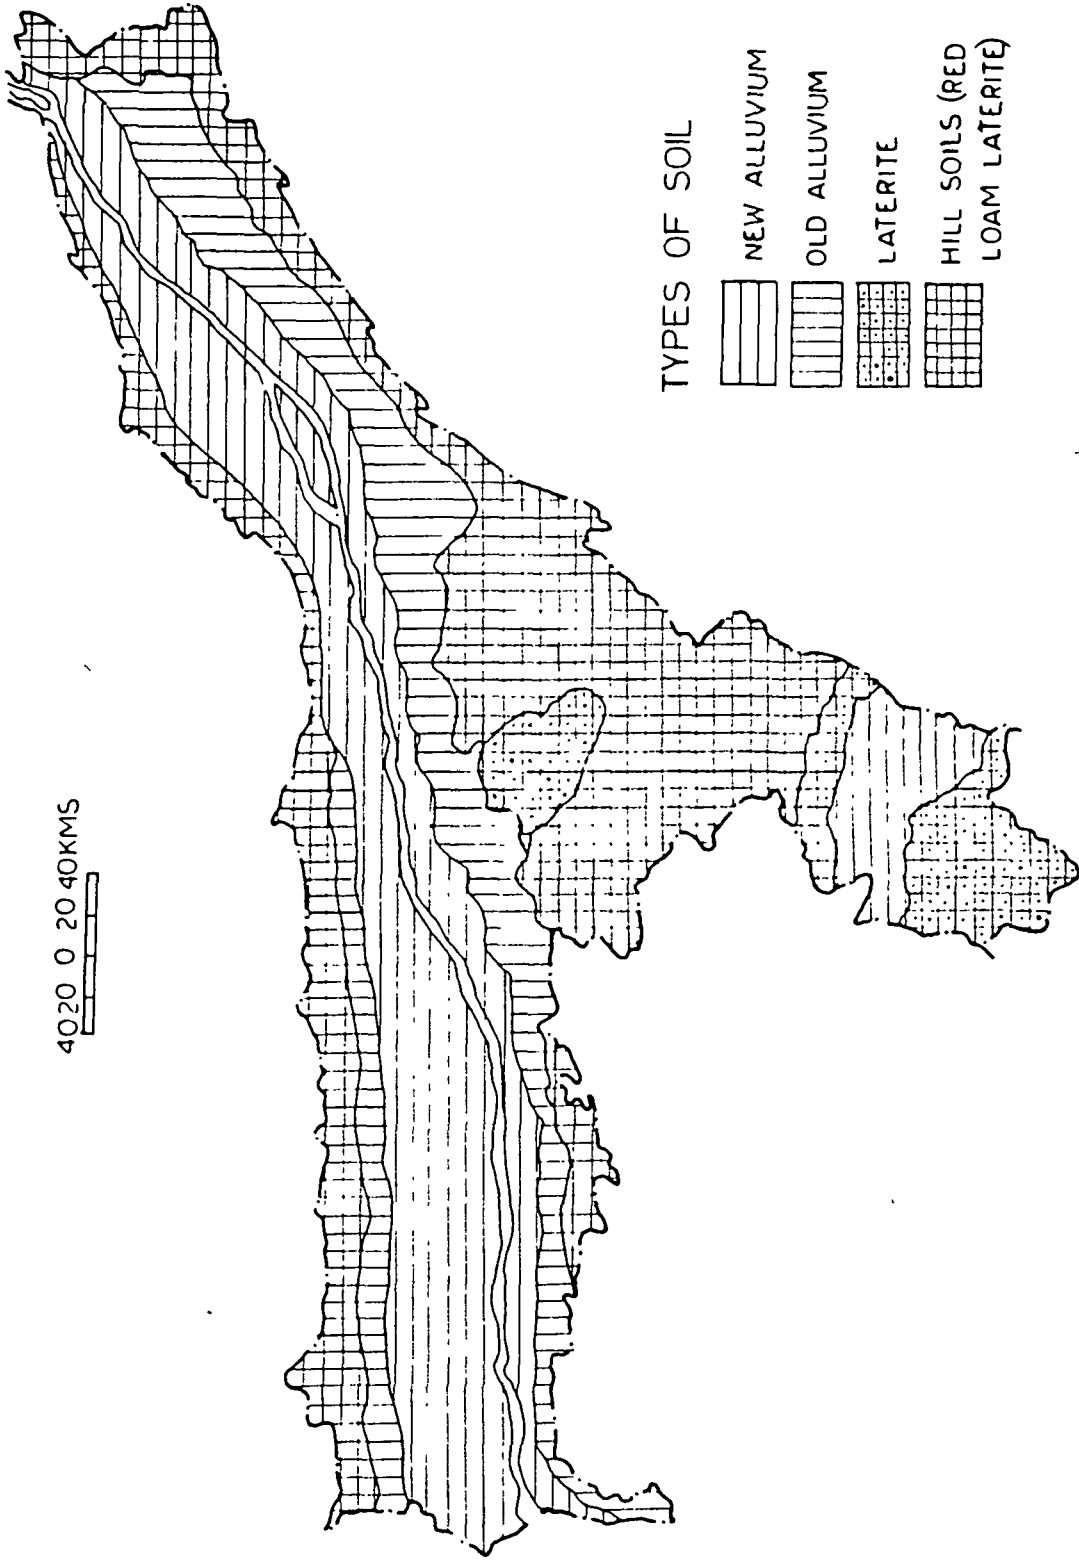 4020 0 20 40KMS
TYPES OF SOIL
NEW ALLUVIUM
OLD ALLUVIUM
LATERITE
HILL SOILS (RED
LOAM LATERITE)